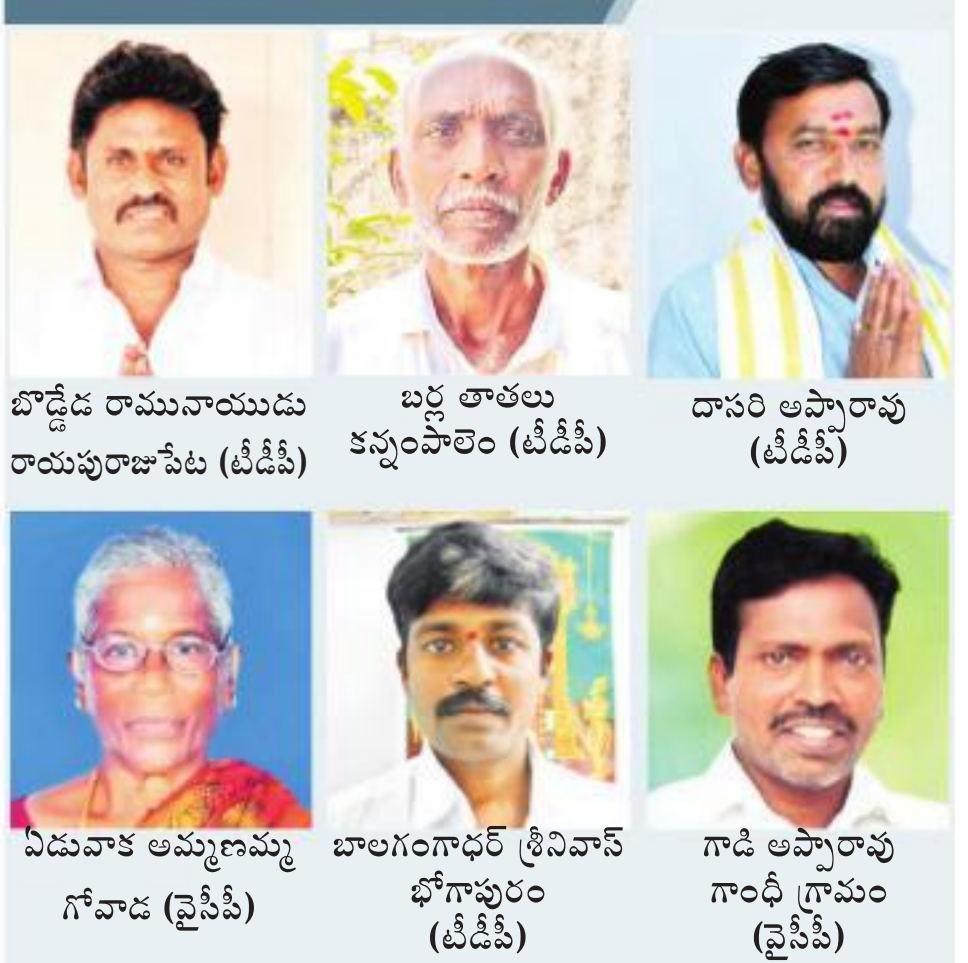 బొడ్డేడ రామునాయుడు
రాయపురాజుపేట (టీడీపీ)
బర్ల తాతలు
కన్నంపాలెం (టీడీపీ)
దాసరి అప్పారావు
(టీడీపీ)
ఏడువాక అమ్మణమ్మ
గోవాడ (వైసీపీ)
బాలగంగాధర్ శ్రీనివాస్
భోగాపురం
(టీడీపీ)
గాడి అప్పారావు
గాంధీ గ్రామం
(వైసీపీ)